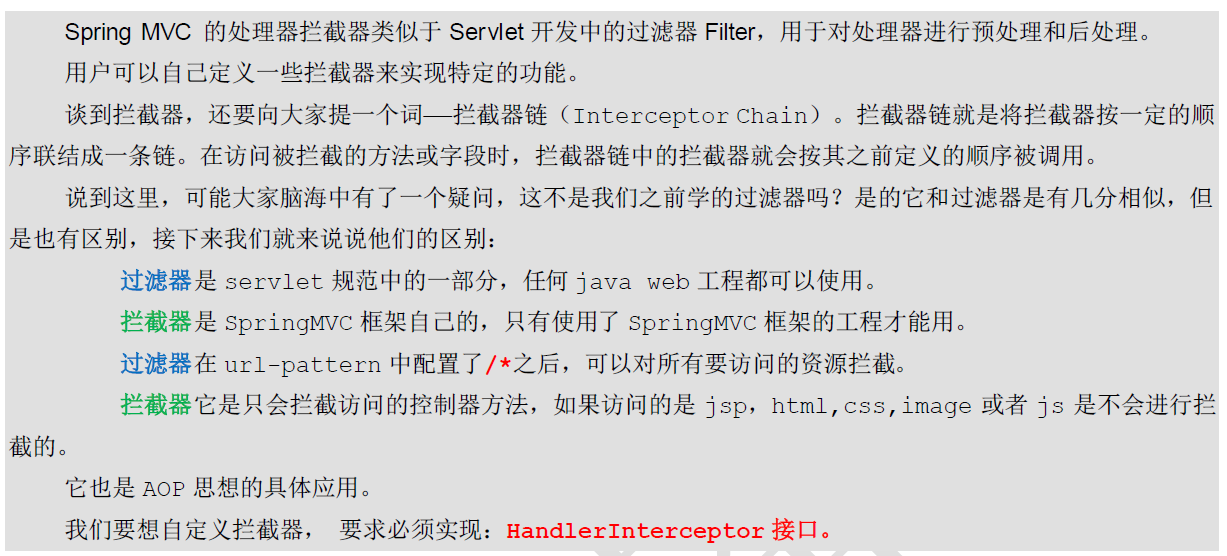 Spring MVC 的处理器拦截器类似于 Servlet 开发中的过滤器 Filter，用于对处理器进行预处理和后处理。
用户可以自己定义一些拦截器来实现特定的功能。
谈到拦截器，还要向大家提一个词——拦截器链（Interceptor Chain）。拦截器链就是将拦截器按一定的顺
序联结成一条链。在访问被拦截的方法或字段时，拦截器链中的拦截器就会按其之前定义的顺序被调用。
说到这里，可能大家脑海中有了一个疑问，这不是我们之前学的过滤器吗？是的它和过滤器是有几分相似，但
是也有区别，接下来我们就来说说他们的区别：
过滤器是 servlet 规范中的一部分，任何 java web 工程都可以使用。
拦截器是 SpringMVC 框架自己的，只有使用了 SpringMVC 框架的工程才能用。
过滤器在 url-pattern 中配置了/*之后，可以对所有要访问的资源拦截。
拦截器它是只会拦截访问的控制器方法，如果访问的是 jsp，html,css,image 或者 js 是不会进行拦
截的。
它也是 AOP 思想的具体应用。
我们要想自定义拦截器， 要求必须实现：HandlerInterceptor 接口。